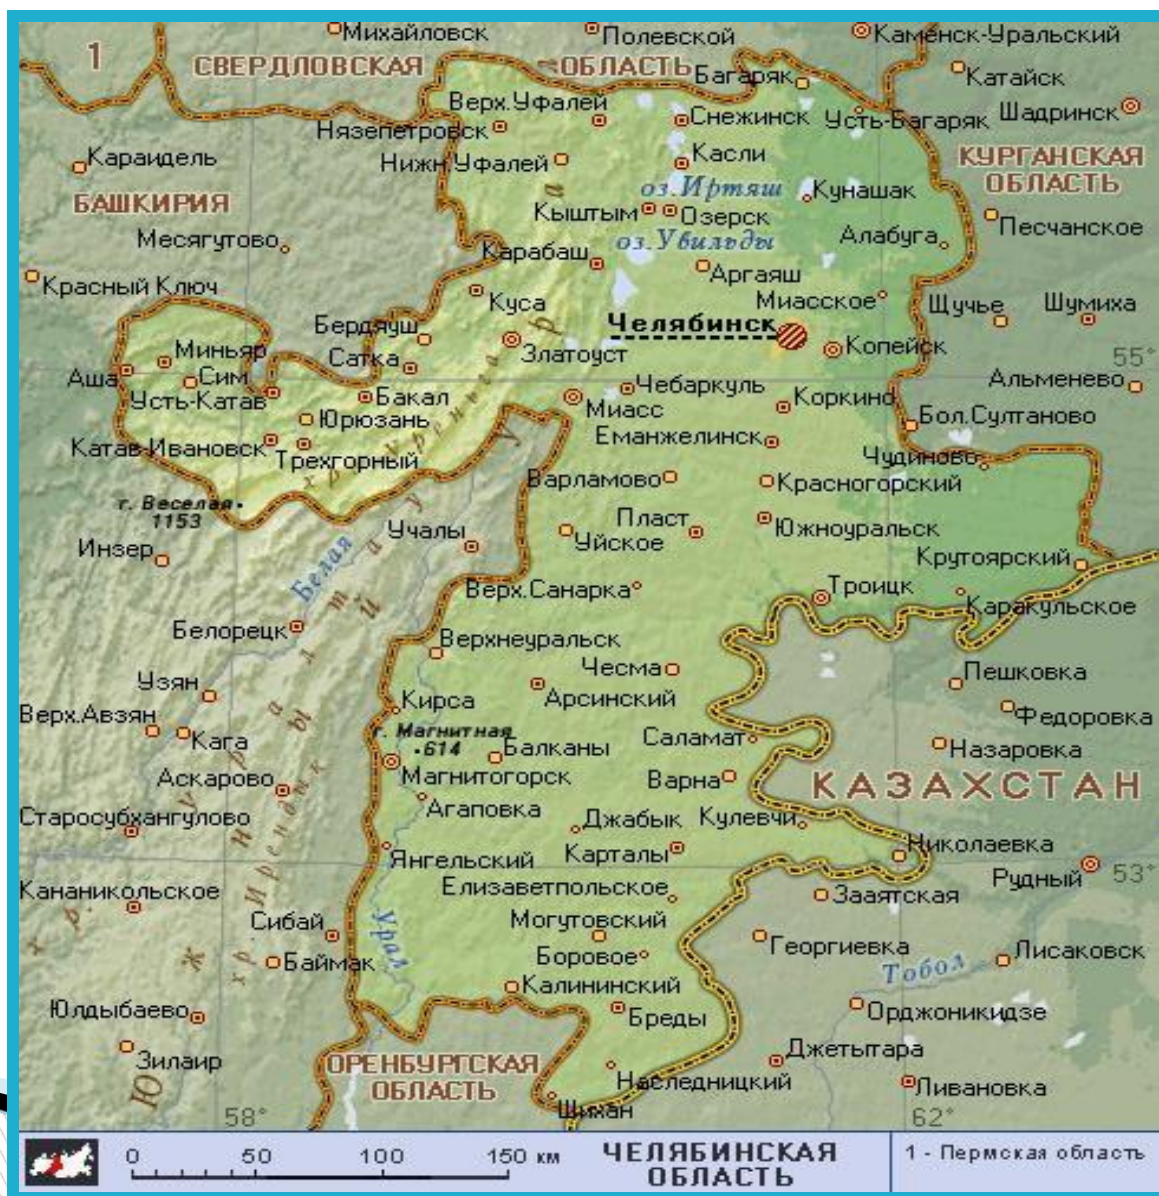 Михайловск
Полевской
Каменск-Уральский
1
СВЕРДЛОВСКАЯ ОБЛАСТЬ
Багаряк
Катайск
Верх.Уфалей
Снежинск
Усть-Багаряк
Шадринск
Нязепетровск
Караидель
Нижн.Уфалей
Касли
КУРГАНСКАЯ
ОБЛАСТЬ
БАШКИРИЯ
оз.Иртяш
Кунашак
Кыштым
Озерск
Песчанское
Месягутово
Карабаш
оз.Увильды
Алабуга
Красный Ключ
Куса
Аргаяш
Миасское
Щучье
Шумиха
Бердяуш
Челябинск
Миньяр
Сатка
Златоуст
Копейск
55°
Аша
Сим
Усть-Катав
Бакал
Чебаркуль
Коркино
Альменево
Юрюзань
Миасс
Бол.Султаново
Катав-Ивановск
Трехгорный
хр. Уреньга
Еманжелинск
Чудиново
г. Веселая
1153
Варламово
Красногорский
Учалы
Уйское
Пласт
Южноуральск
Инзер
Белая
Крутоярский
Верх.Санарка
Троицк
Каракульское
Белорецк
Верхнеуральск
Чесма
Пешковка
Узян
Кирса
Арсинский
Федоровка
Верх.Авзян
Кага
г. Магнитная
614
Балканы
Саламат
Назаровка
Аскарово
Магнитогорск
Варна
КАЗАХСТАН
Старосубхангулово
Агаповка
Джабык
Кулевчи
Янгельский
Карталы
Николаевка
Рудный
53°
Кананикольское
Елизаветпольское
Зааятская
хр. Ирендык
Сибай
Урал
Могутовский
Георгиевка
Баймак
Боровое
Тобол
Лисаковск
Калининский
Юлдыбаево
Бреды
Орджоникидзе
Зилаир
ОРЕНБУРГСКАЯ
ОБЛАСТЬ
Наследницкий
Джетыгара
Ливановка
Шихан
58°
62°
0 50 100 150 км
ЧЕЛЯБИНСКАЯ
ОБЛАСТЬ
1 - Пермская область